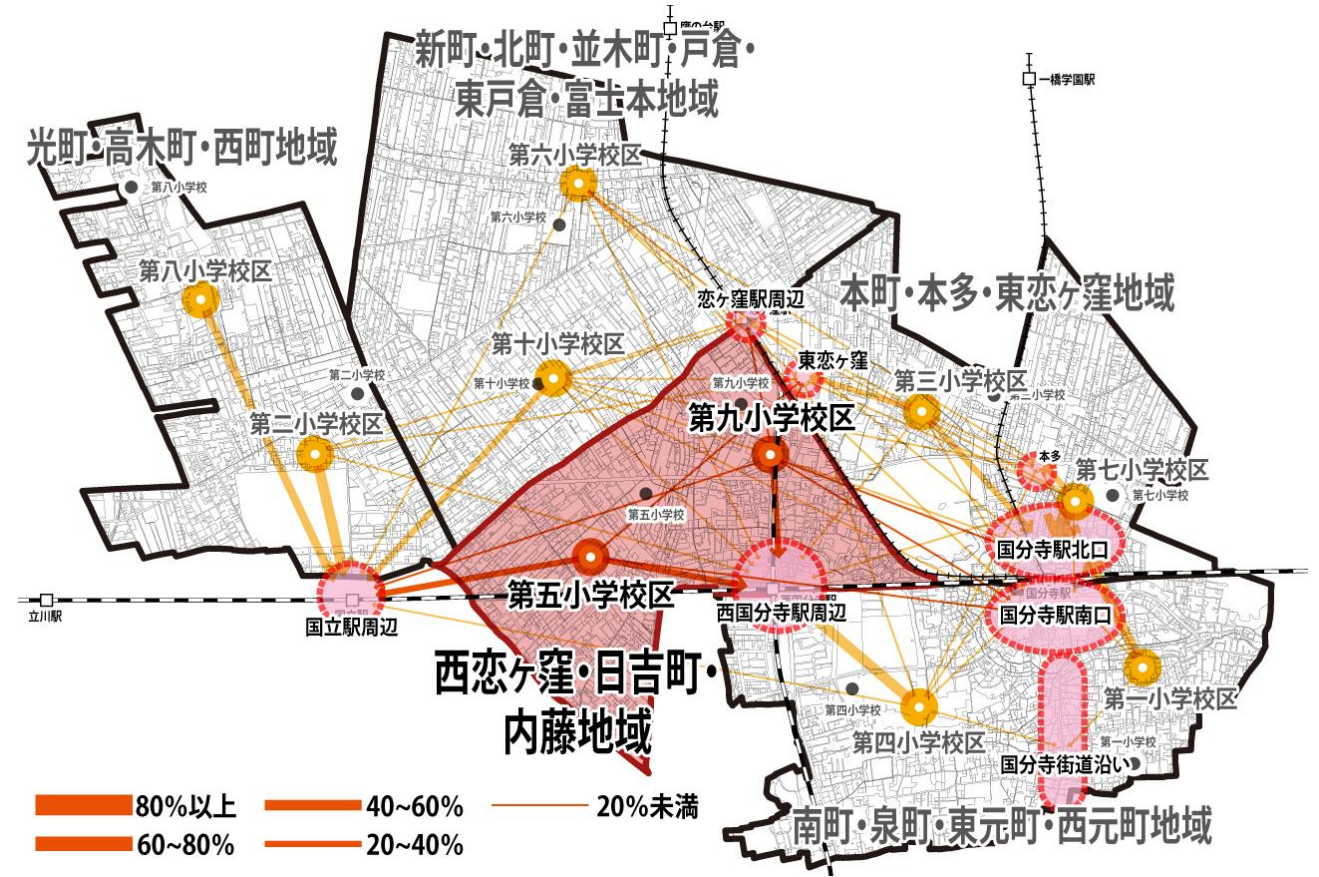 鷹の台駅
新町・北町・並木町・戸倉・
東戸倉・富士本地域
一橋学園駅
光町・高木町・西町地域
第六小学校区
第八小学校
第六小学校
第八小学校区
本町・本多・東恋ヶ窪地域
恋ヶ窪駅周辺
第十小学校区
東恋ヶ窪
第二小学校
第十小学校
第九小学校
第三小学校区
第二小学校区
第九小学校区
本多
第七小学校区
第七小学校
第五小学校
国分寺駅北口
第五小学校区
国分寺駅
西国分寺駅周辺
国分寺駅南口
立川駅
国立駅周辺
西恋ヶ窪・日吉町・
内藤地域
第一小学校区
第四小学校
第四小学校区
第一小学校
国分寺街道沿い
80%以上
40~60%
20%未満
南町・泉町・東元町・西元町地域
60~80%
20~40%